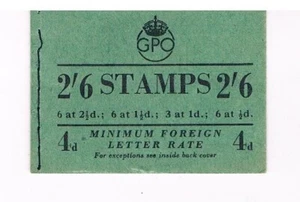 GPO
2/6 STAMPS 2/6
6 at 2½d.; 6 at 1½d.; 3 at 1d.; 6 at ½d.
4d MINIMUM FOREIGN 4d
LETTER RATE
For exceptions see inside back cover